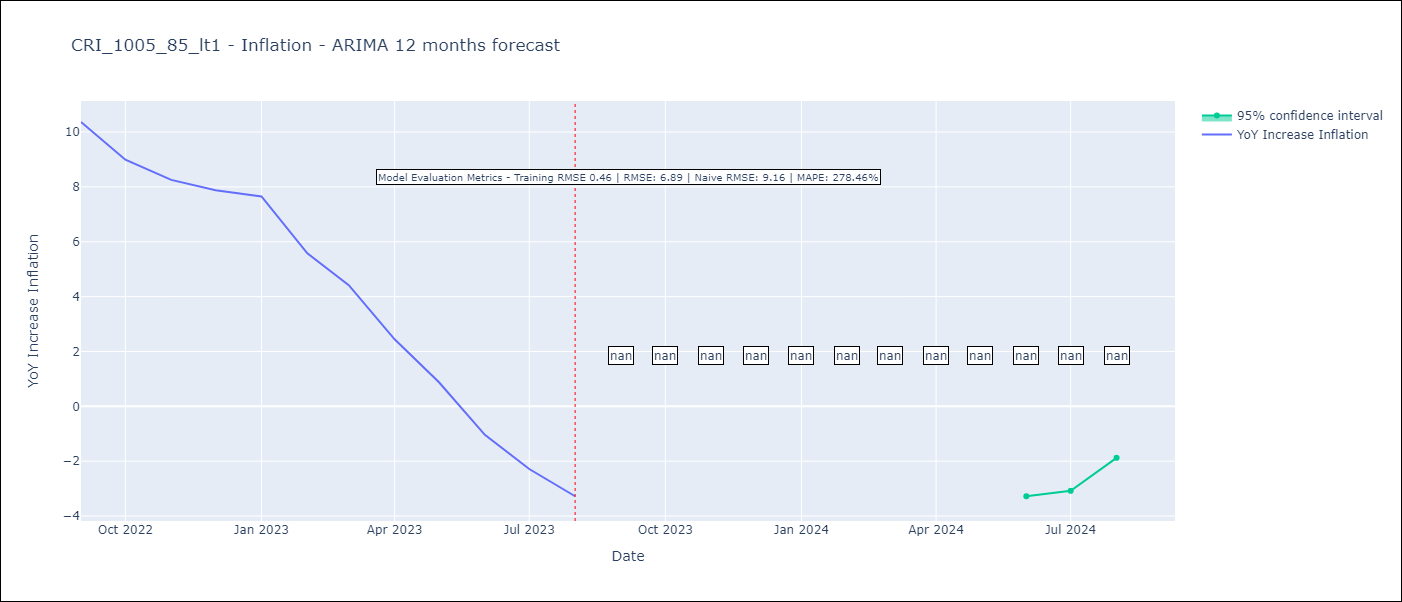 CRI_1005_85_lt1 - Inflation - ARIMA 12 months forecast
95% confidence interval
YoY Increase Inflation
Model Evaluation Metrics - Training RMSE 0.46 | RMSE: 6.89 | Naive RMSE: 9.16 | MAPE: 278.46%
YoY Increase Inflation
10
8
6
4
2
0
−2
−4
nan nan nan nan nan nan nan nan nan nan nan nan
Oct 2022 Jan 2023 Apr 2023 Jul 2023 Oct 2023 Jan 2024 Apr 2024 Jul 2024
Date